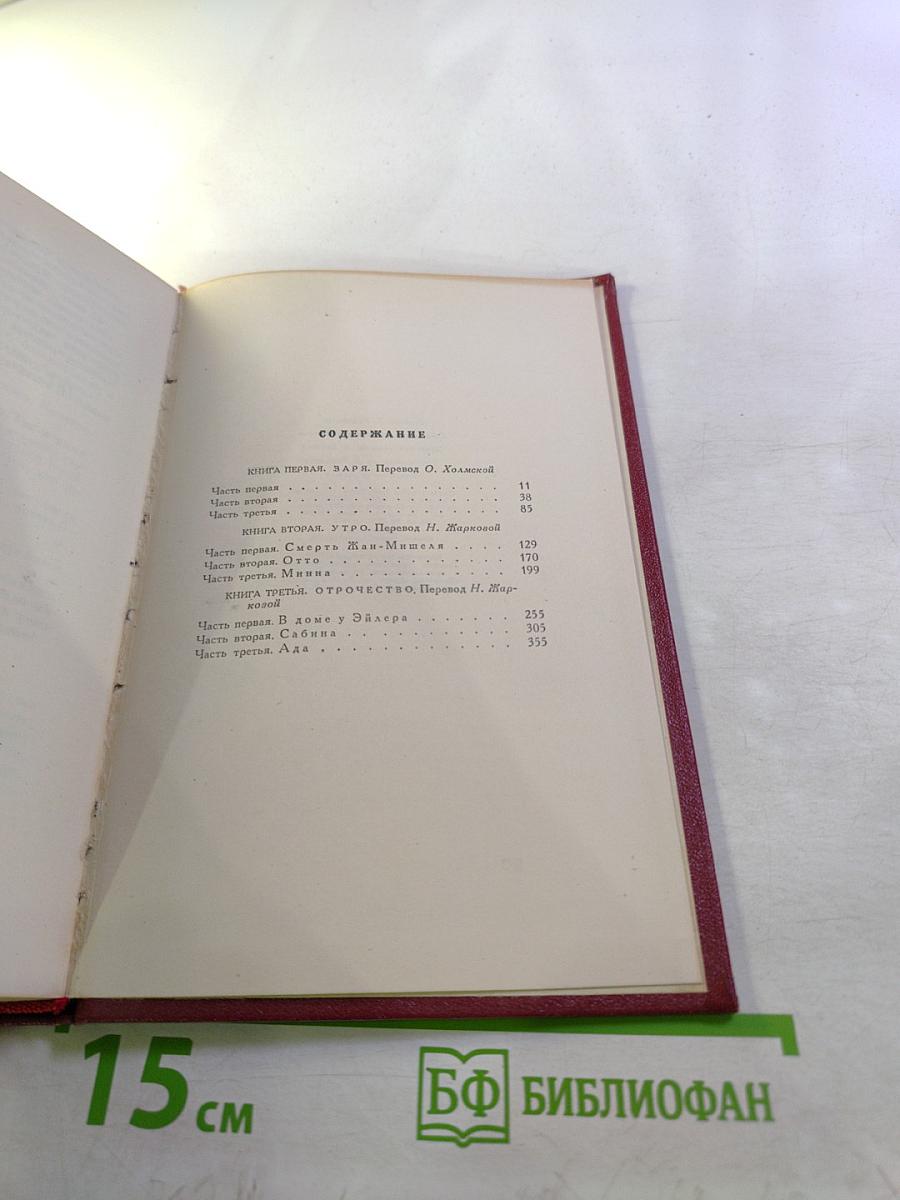 СОДЕРЖАНИЕ
КНИГА ПЕРВАЯ. ЗАРЯ. Перевод О. Холмской
Часть первая . . . . . . . . . . . . . . . . 11
Часть вторая . . . . . . . . . . . . . . . . 38
Часть третья . . . . . . . . . . . . . . . . 85
КНИГА ВТОРАЯ. УТРО. Перевод Н. Жарковой
Часть первая. Смерть Жан-Мишеля . . . . 129
Часть вторая. Отто . . . . . . . . . . . . . 170
Часть третья. Минна . . . . . . . . . . . . 199
КНИГА ТРЕТЬЯ. ОТРОЧЕСТВО. Перевод Н. Жар-
ковой
Часть первая. В доме у Эйлера . . . . . . . 255
Часть вторая. Сабина . . . . . . . . . . . . 305
Часть третья. Ада . . . . . . . . . . . . . 355
15 см
БФ БИБЛИОФАН